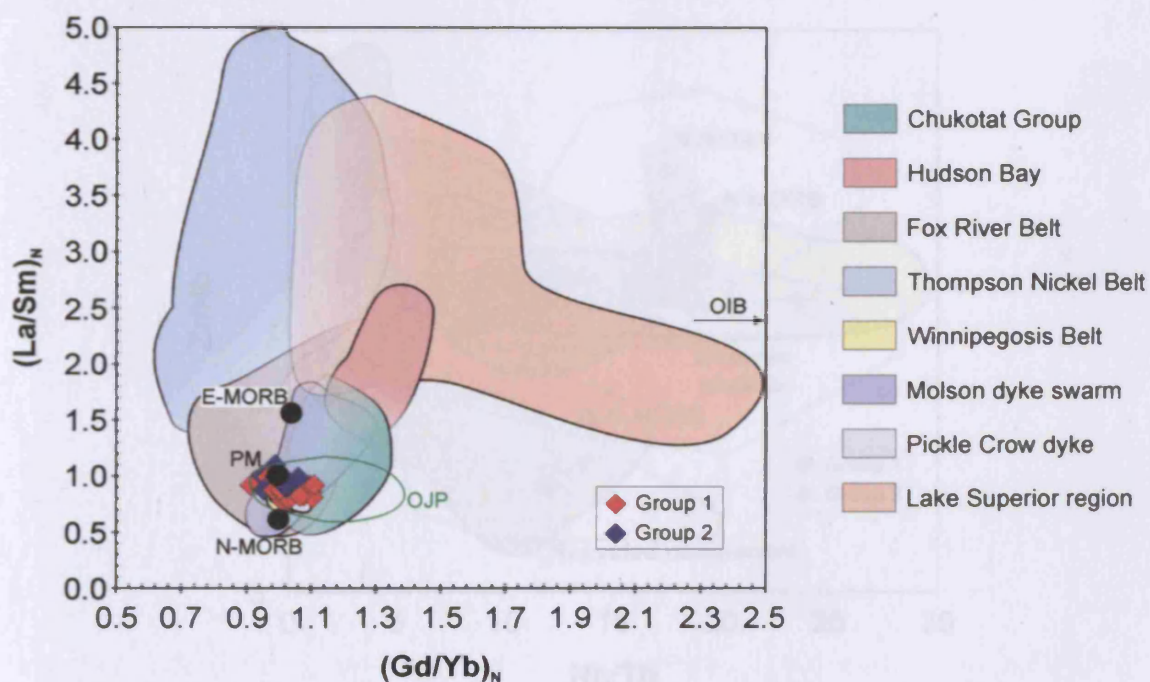 5.0
4.5
4.0
3.5
3.0
2.5
2.0
1.5
1.0
0.5
0.0
(La/Sm)N
0.5 0.7 0.9 1.1 1.3 1.5 1.7 1.9 2.1 2.3 2.5
(Gd/Yb)N
OIB
E-MORB
PM
OJP
N-MORB
Group 1
Group 2
Chukotat Group
Hudson Bay
Fox River Belt
Thompson Nickel Belt
Winnipegosis Belt
Molson dyke swarm
Pickle Crow dyke
Lake Superior region